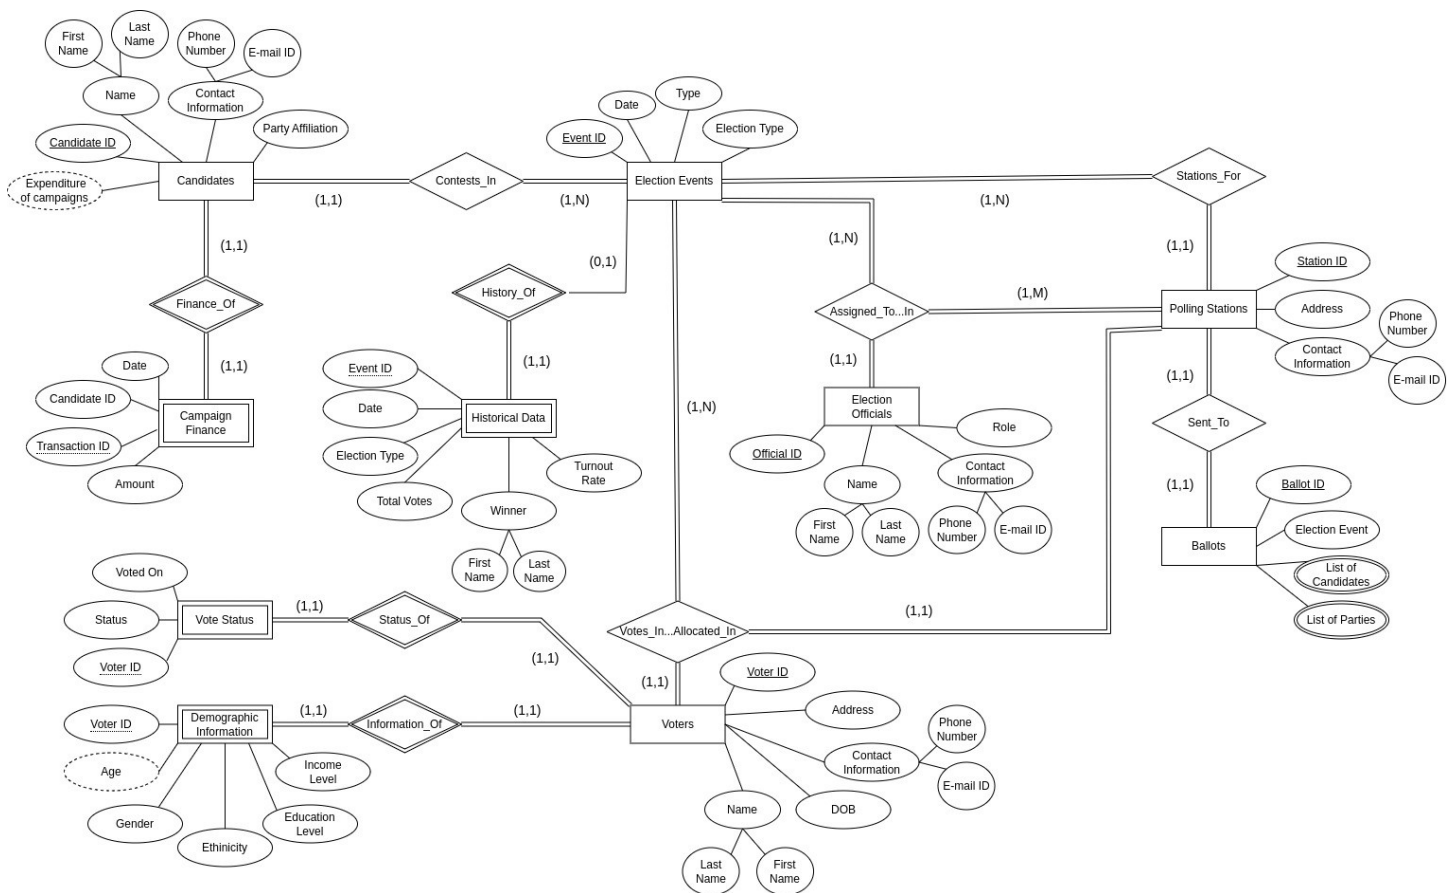 First
Name
Last
Name
Phone
Number
E-mail ID
Name
Contact
Information
Candidate ID
Party Affiliation
Expenditure
of campaigns
Candidates
(1,1)
Contests_In
(1,N)
Date
Type
Event ID
Election Type
Election Events
(1,N)
Stations_For
(1,1)
(1,1)
Finance_Of
(1,1)
(0,1)
History_Of
(1,1)
(1,N)
(1,M)
Assigned_To...In
(1,1)
Station ID
Polling Stations
Address
Contact
Information
Phone
Number
E-mail ID
Date
Candidate ID
Transaction ID
Amount
Campaign
Finance
Event ID
Date
Election Type
Total Votes
Historical Data
Winner
Turnout
Rate
First
Name
Last
Name
(1,N)
Election
Officials
Official ID
Role
Name
Contact
Information
First
Name
Last
Name
Phone
Number
E-mail ID
(1,1)
Sent_To
(1,1)
Ballots
Ballot ID
Election Event
List of
Candidates
List of Parties
Voted On
Status
Voter ID
Vote Status
(1,1)
Status_Of
(1,1)
Votes_In...Allocated_In
(1,1)
(1,1)
Voter ID
Age
Gender
Ethinicity
Education
Level
Income
Level
Demographic
Information
(1,1)
Information_Of
(1,1)
Voters
Voter ID
Address
Contact
Information
Phone
Number
E-mail ID
DOB
Name
Last
Name
First
Name